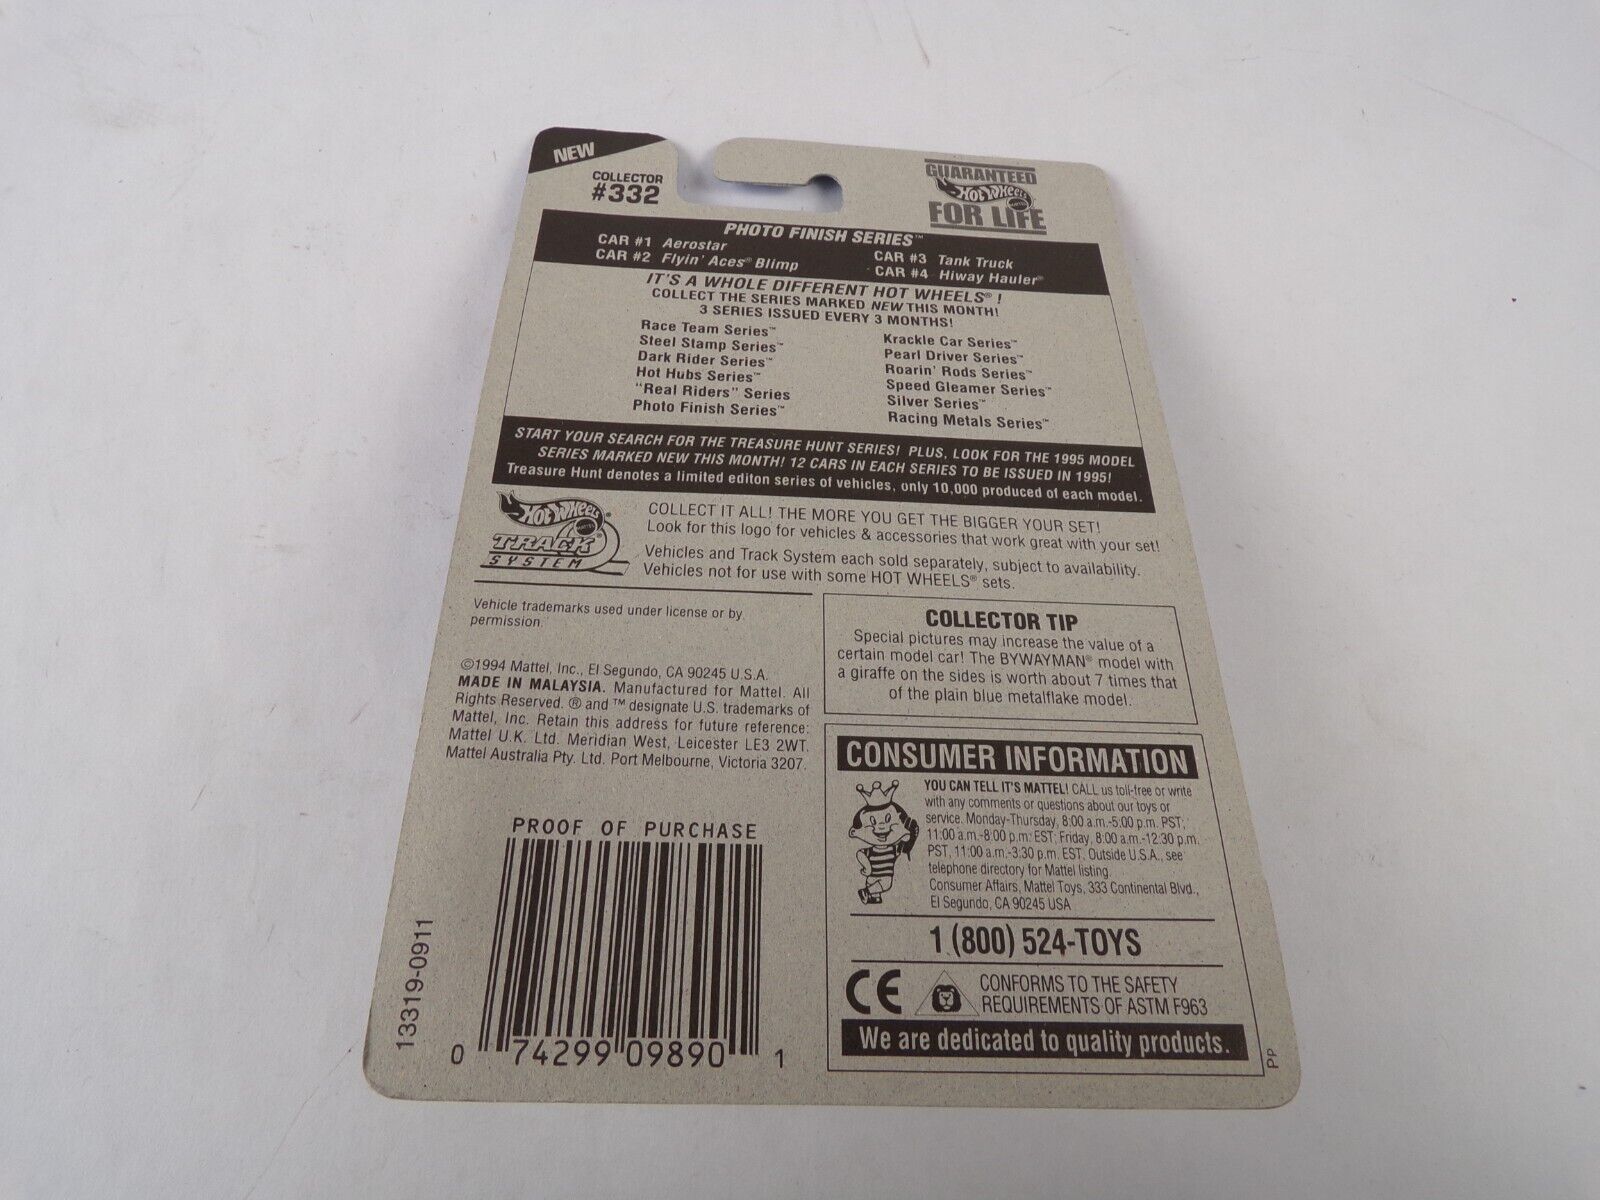 NEW
COLLECTOR
#332
GUARANTEED
Hot Wheels
MATTEL
FOR LIFE
PHOTO FINISH SERIES™
CAR #1 Aerostar
CAR #2 Flyin' Aces® Blimp
CAR #3 Tank Truck
CAR #4 Hiway Hauler®
IT'S A WHOLE DIFFERENT HOT WHEELS®!
COLLECT THE SERIES MARKED NEW THIS MONTH!
3 SERIES ISSUED EVERY 3 MONTHS!
Race Team Series™
Steel Stamp Series™
Dark Rider Series™
Hot Hubs Series™
"Real Riders" Series
Photo Finish Series™
Krackle Car Series™
Pearl Driver Series™
Roarin' Rods Series™
Speed Gleamer Series™
Silver Series™
Racing Metals Series™
START YOUR SEARCH FOR THE TREASURE HUNT SERIES! PLUS, LOOK FOR THE 1995 MODEL
SERIES MARKED NEW THIS MONTH! 12 CARS IN EACH SERIES TO BE ISSUED IN 1995!
Treasure Hunt denotes a limited editon series of vehicles, only 10,000 produced of each model.
Hot Wheels®
MATTEL
TRACK®
SYSTEM
COLLECT IT ALL! THE MORE YOU GET THE BIGGER YOUR SET!
Look for this logo for vehicles & accessories that work great with your set!
Vehicles and Track System each sold separately, subject to availability.
Vehicles not for use with some HOT WHEELS® sets.
Vehicle trademarks used under license or by
permission.
©1994 Mattel, Inc., El Segundo, CA 90245 U.S.A.
MADE IN MALAYSIA. Manufactured for Mattel. All
Rights Reserved. ® and ™ designate U.S. trademarks of
Mattel, Inc. Retain this address for future reference:
Mattel U.K. Ltd. Meridian West, Leicester LE3 2WT.
Mattel Australia Pty. Ltd. Port Melbourne, Victoria 3207.
COLLECTOR TIP
Special pictures may increase the value of a
certain model car! The BYWAYMAN® model with
a giraffe on the sides is worth about 7 times that
of the plain blue metalflake model.
CONSUMER INFORMATION
YOU CAN TELL IT'S MATTEL! CALL us toll-free or write
with any comments or questions about our toys or
service. Monday-Thursday, 8:00 a.m.-5:00 p.m. PST;
11:00 a.m.-8:00 p.m. EST; Friday, 8:00 a.m.-12:30 p.m.
PST, 11:00 a.m.-3:30 p.m. EST. Outside U.S.A., see
telephone directory for Mattel listing.
Consumer Affairs, Mattel Toys, 333 Continental Blvd.,
El Segundo, CA 90245 USA
1 (800) 524-TOYS
CE
CONFORMS TO THE SAFETY
REQUIREMENTS OF ASTM F963
We are dedicated to quality products.
PP
PROOF OF PURCHASE
0 74299 09890 1
13319-0911